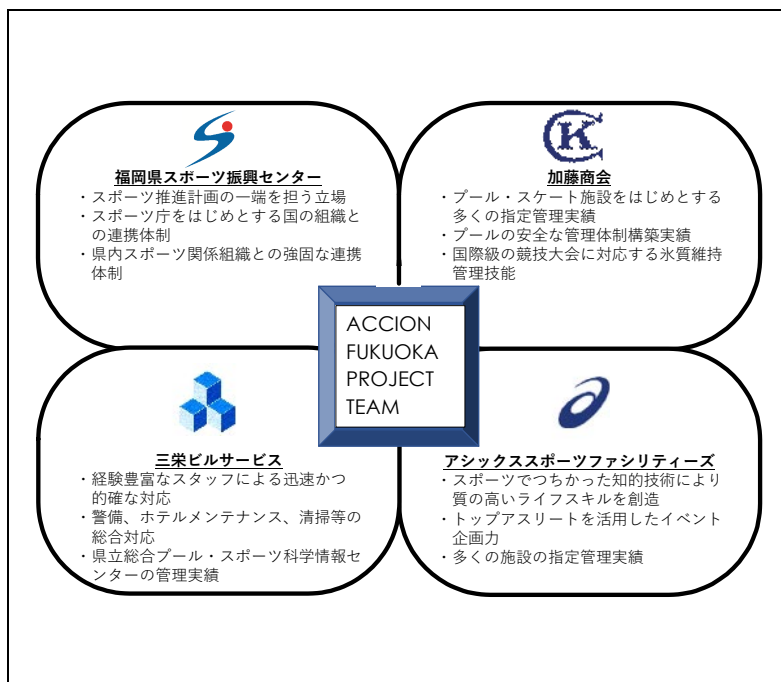 福岡県スポーツ振興センター
・スポーツ推進計画の一端を担う立場
・スポーツ庁をはじめとする国の組織と
の連携体制
・県内スポーツ関係組織との強固な連携
体制
CK
加藤商会
・プール・スケート施設をはじめとする
多くの指定管理実績
・プールの安全な管理体制構築実績
・国際級の競技大会に対応する氷質維持
管理技能
ACCION
FUKUOKA
PROJECT
TEAM
三栄ビルサービス
・経験豊富なスタッフによる迅速かつ
的確な対応
・警備、ホテルメンテナンス、清掃等の
総合対応
・県立総合プール・スポーツ科学情報セ
ンターの管理実績
アシックススポーツファシリティーズ
・スポーツでつちかった知的技術により
質の高いライフスキルを創造
・トップアスリートを活用したイベント
企画力
・多くの施設の指定管理実績